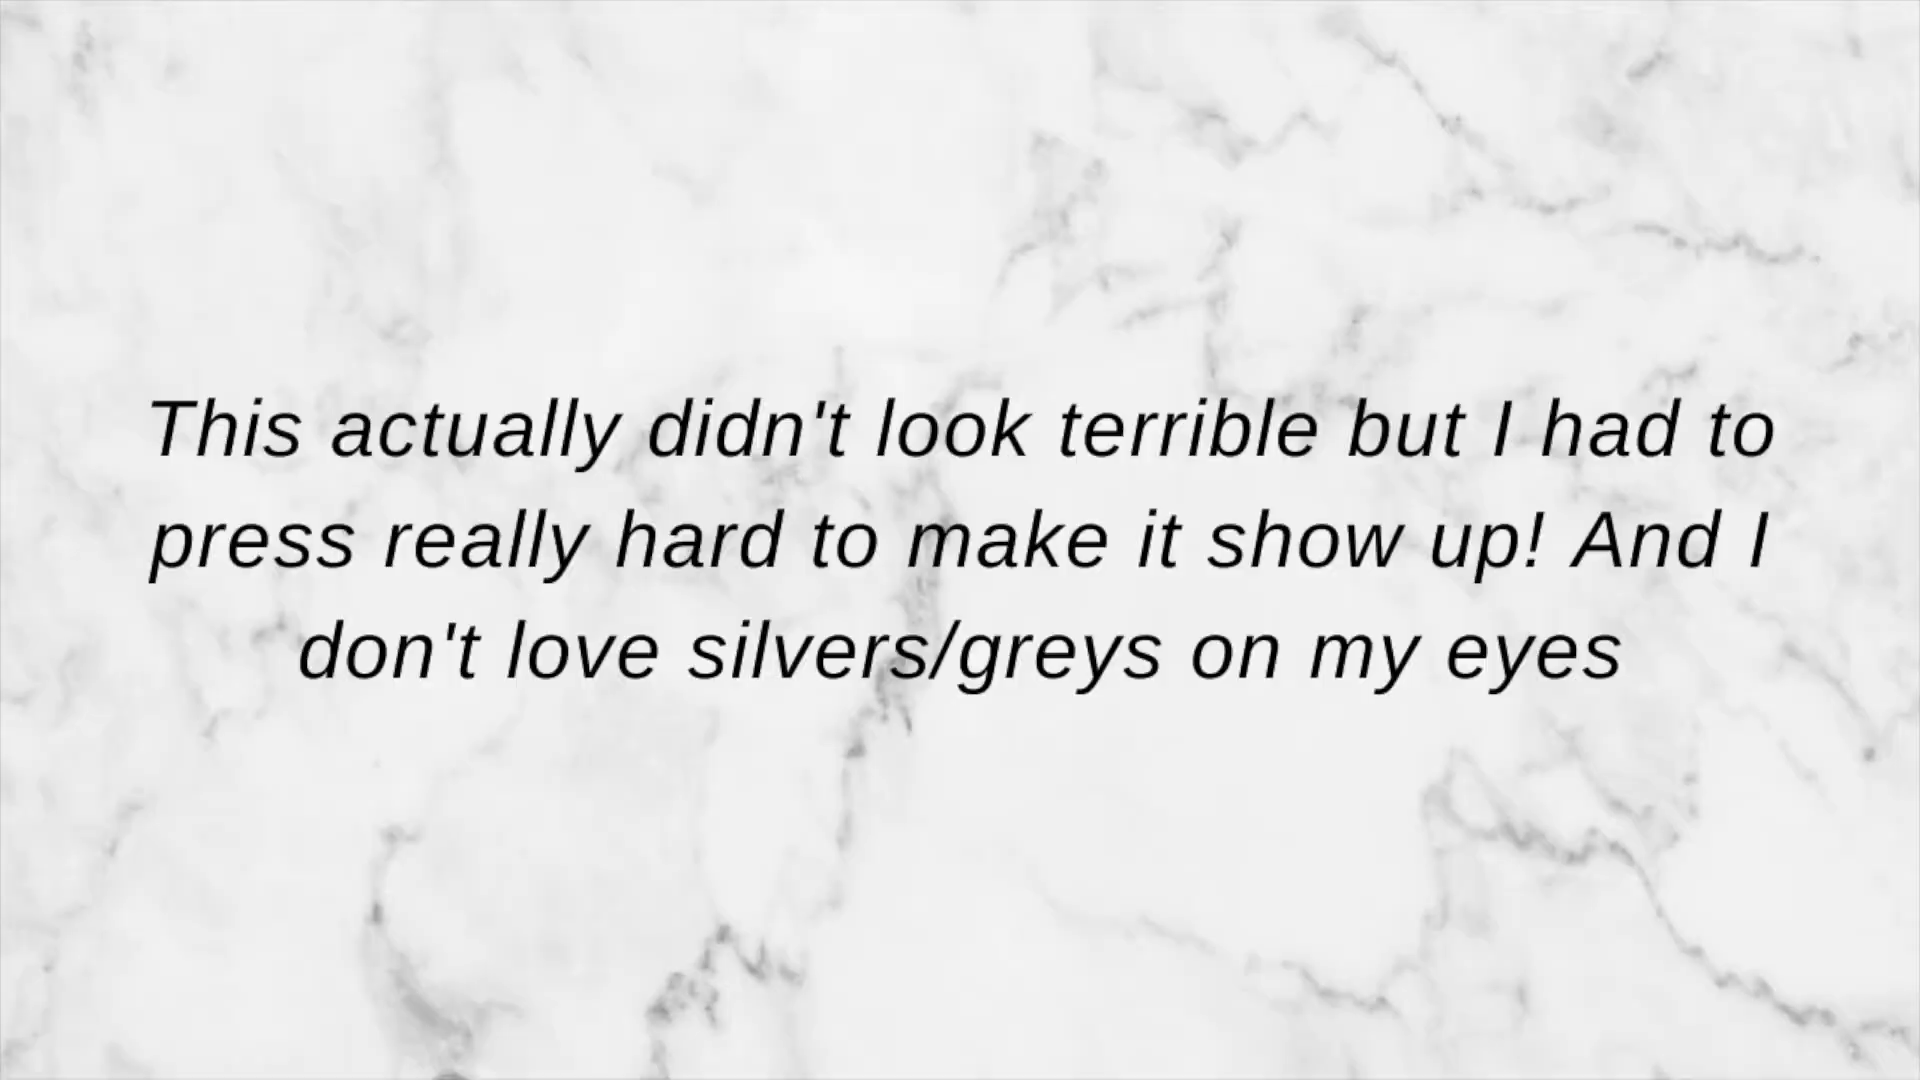 This actually didn't look terrible but I had to
press really hard to make it show up! And I
don't love silvers/greys on my eyes